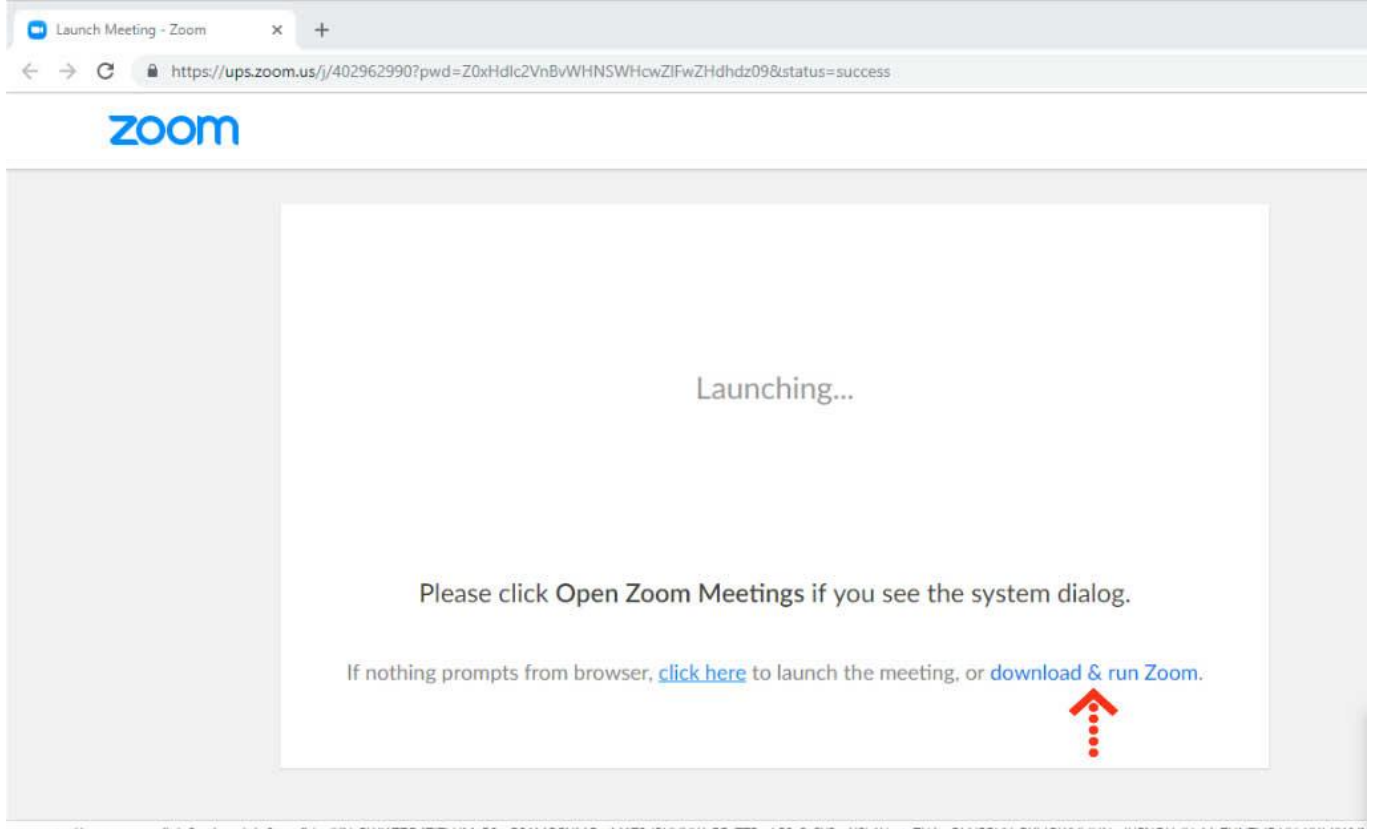 Launch Meeting - Zoom
https://ups.zoom.us/j/402962990?pwd=Z0xHdlc2VnBvWHNSWHcwZlFwZHdhdz09&status=success
zoom
Launching...
Please click Open Zoom Meetings if you see the system dialog.
If nothing prompts from browser, click here to launch the meeting, or download & run Zoom.